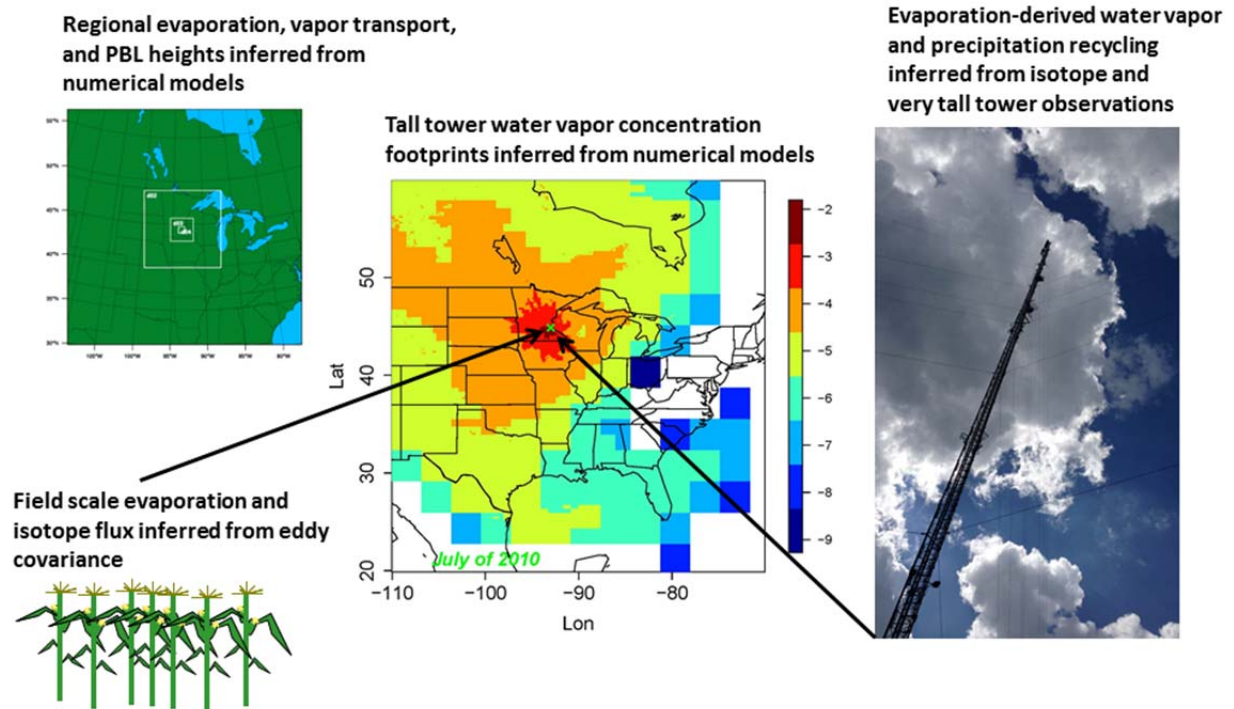 Regional evaporation, vapor transport,
and PBL heights inferred from
numerical models
Tall tower water vapor concentration
footprints inferred from numerical models
Evaporation-derived water vapor
and precipitation recycling
inferred from isotope and
very tall tower observations
Field scale evaporation and
isotope flux inferred from eddy
covariance
Lat
50
40
30
20
July of 2010
−110
−100
−90
−80
Lon
−2
−3
−4
−5
−6
−7
−8
−9